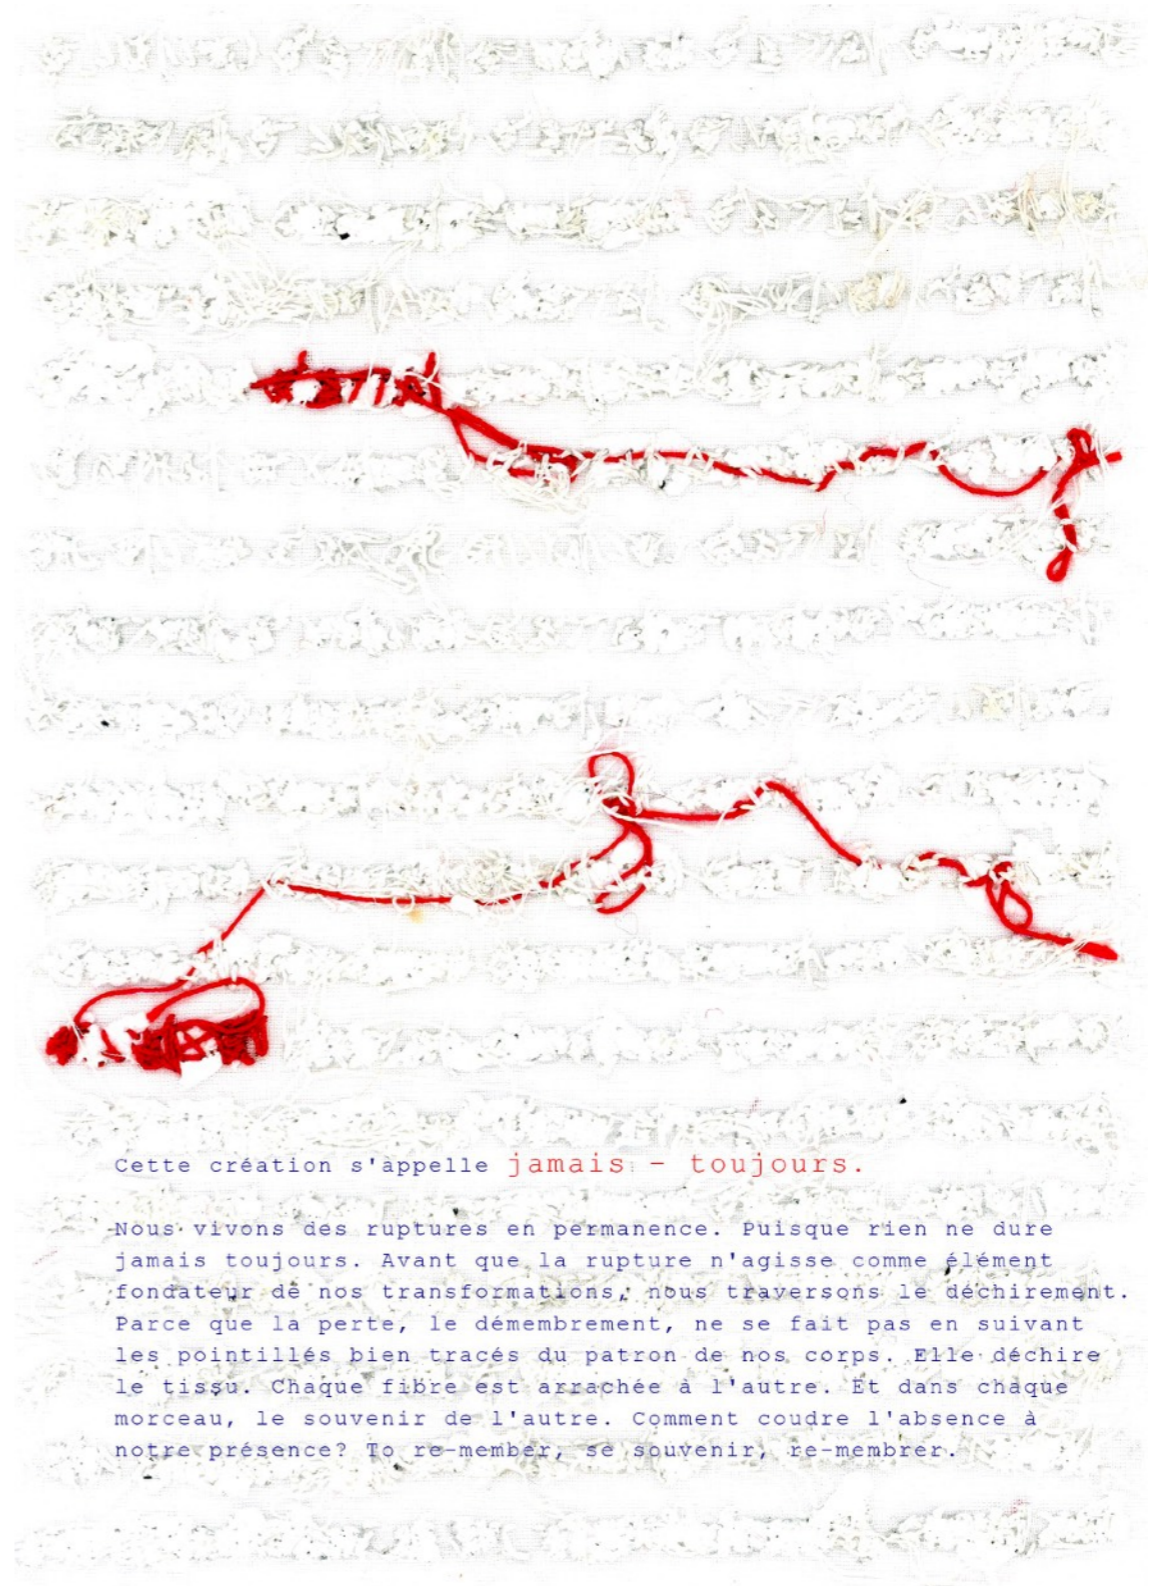 Cette création s'appelle jamais - toujours.
Nous vivons des ruptures en permanence. Puisque rien ne dure
jamais toujours. Avant que la rupture n'agisse comme élément
fondateur de nos transformations, nous traversons le déchirement.
Parce que la perte, le démembrement, ne se fait pas en suivant
les pointillés bien tracés du patron de nos corps. Elle déchire
le tissu. Chaque fibre est arrachée à l'autre. Et dans chaque
morceau, le souvenir de l'autre. Comment coudre l'absence à
notre présence? To re-member, se souvenir, re-membrer.